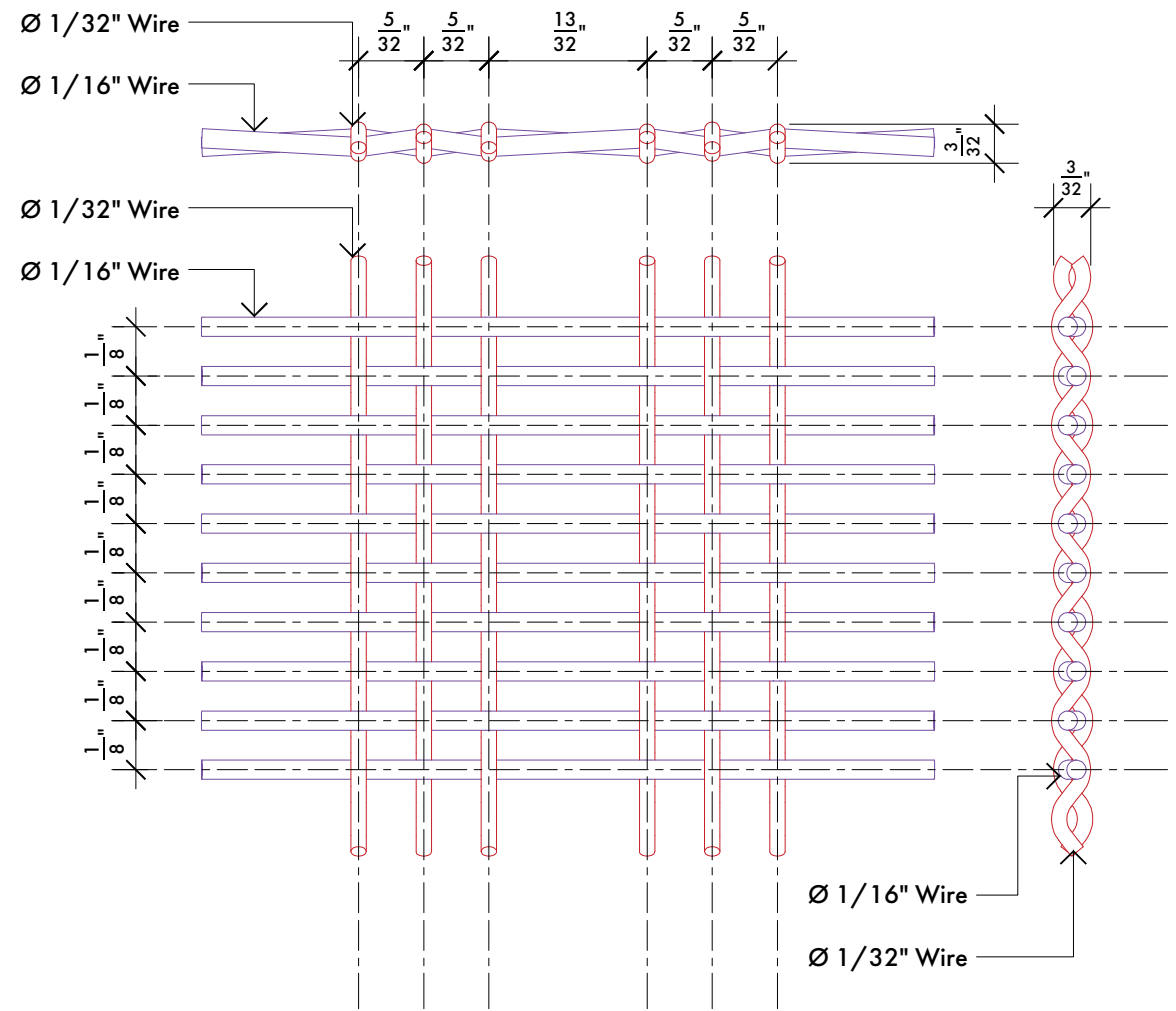 Ø 1/32" Wire
5/32" 5/32" 13/32" 5/32" 5/32"
Ø 1/16" Wire
3/32"
3/32"
Ø 1/32" Wire
Ø 1/16" Wire
1/8"
1/8"
1/8"
1/8"
1/8"
1/8"
1/8"
1/8"
1/8"
Ø 1/16" Wire
Ø 1/32" Wire